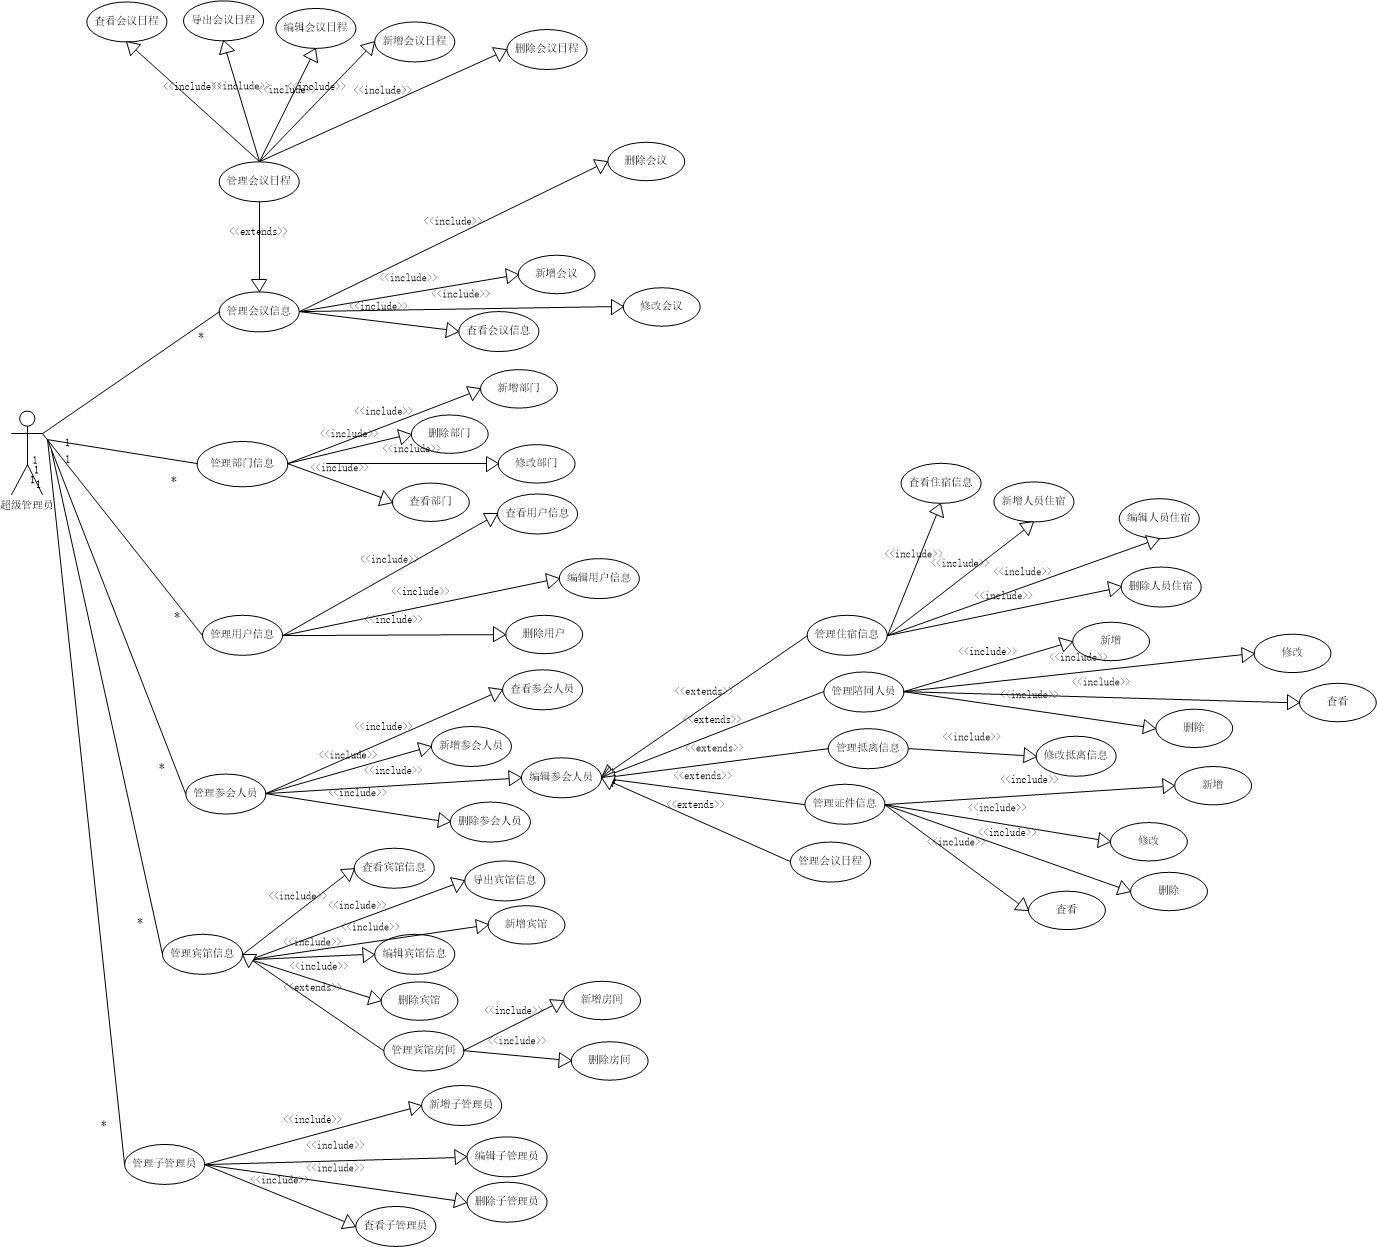 查看会议日程
导出会议日程
编辑会议日程
新增会议日程
删除会议日程
<<include>>
<<include>>
<<include>>
<<include>>
<<include>>
管理会议日程
<<extends>>
删除会议
<<include>>
新增会议
<<include>>
<<include>>
修改会议
<<include>>
管理会议信息
查看会议信息
*
新增部门
<<include>>
删除部门
<<include>>
<<include>>
修改部门
管理部门信息
<<include>>
查看部门
1
*
1
1
1
1
1
超级管理员
查看用户信息
<<include>>
编辑用户信息
<<include>>
<<include>>
删除用户
管理用户信息
*
查看参会人员
<<include>>
新增参会人员
<<include>>
<<include>>
编辑参会人员
<<include>>
管理参会人员
删除参会人员
*
查看住宿信息
新增人员住宿
编辑人员住宿
<<include>>
<<include>>
<<include>>
删除人员住宿
<<include>>
管理住宿信息
新增
<<include>>
修改
<<include>>
<<include>>
<<extends>>
管理陪同人员
<<include>>
查看
<<extends>>
删除
<<extends>>
管理抵离信息
<<include>>
修改抵离信息
<<extends>>
<<include>>
新增
<<extends>>
管理证件信息
<<include>>
<<include>>
修改
<<include>>
管理会议日程
删除
查看
查看宾馆信息
<<include>>
导出宾馆信息
<<include>>
新增宾馆
<<include>>
*
<<include>>
管理宾馆信息
编辑宾馆信息
<<include>>
<<extends>>
删除宾馆
新增房间
<<include>>
<<include>>
管理宾馆房间
删除房间
新增子管理员
<<include>>
*
<<include>>
编辑子管理员
管理子管理员
<<include>>
<<include>>
删除子管理员
查看子管理员